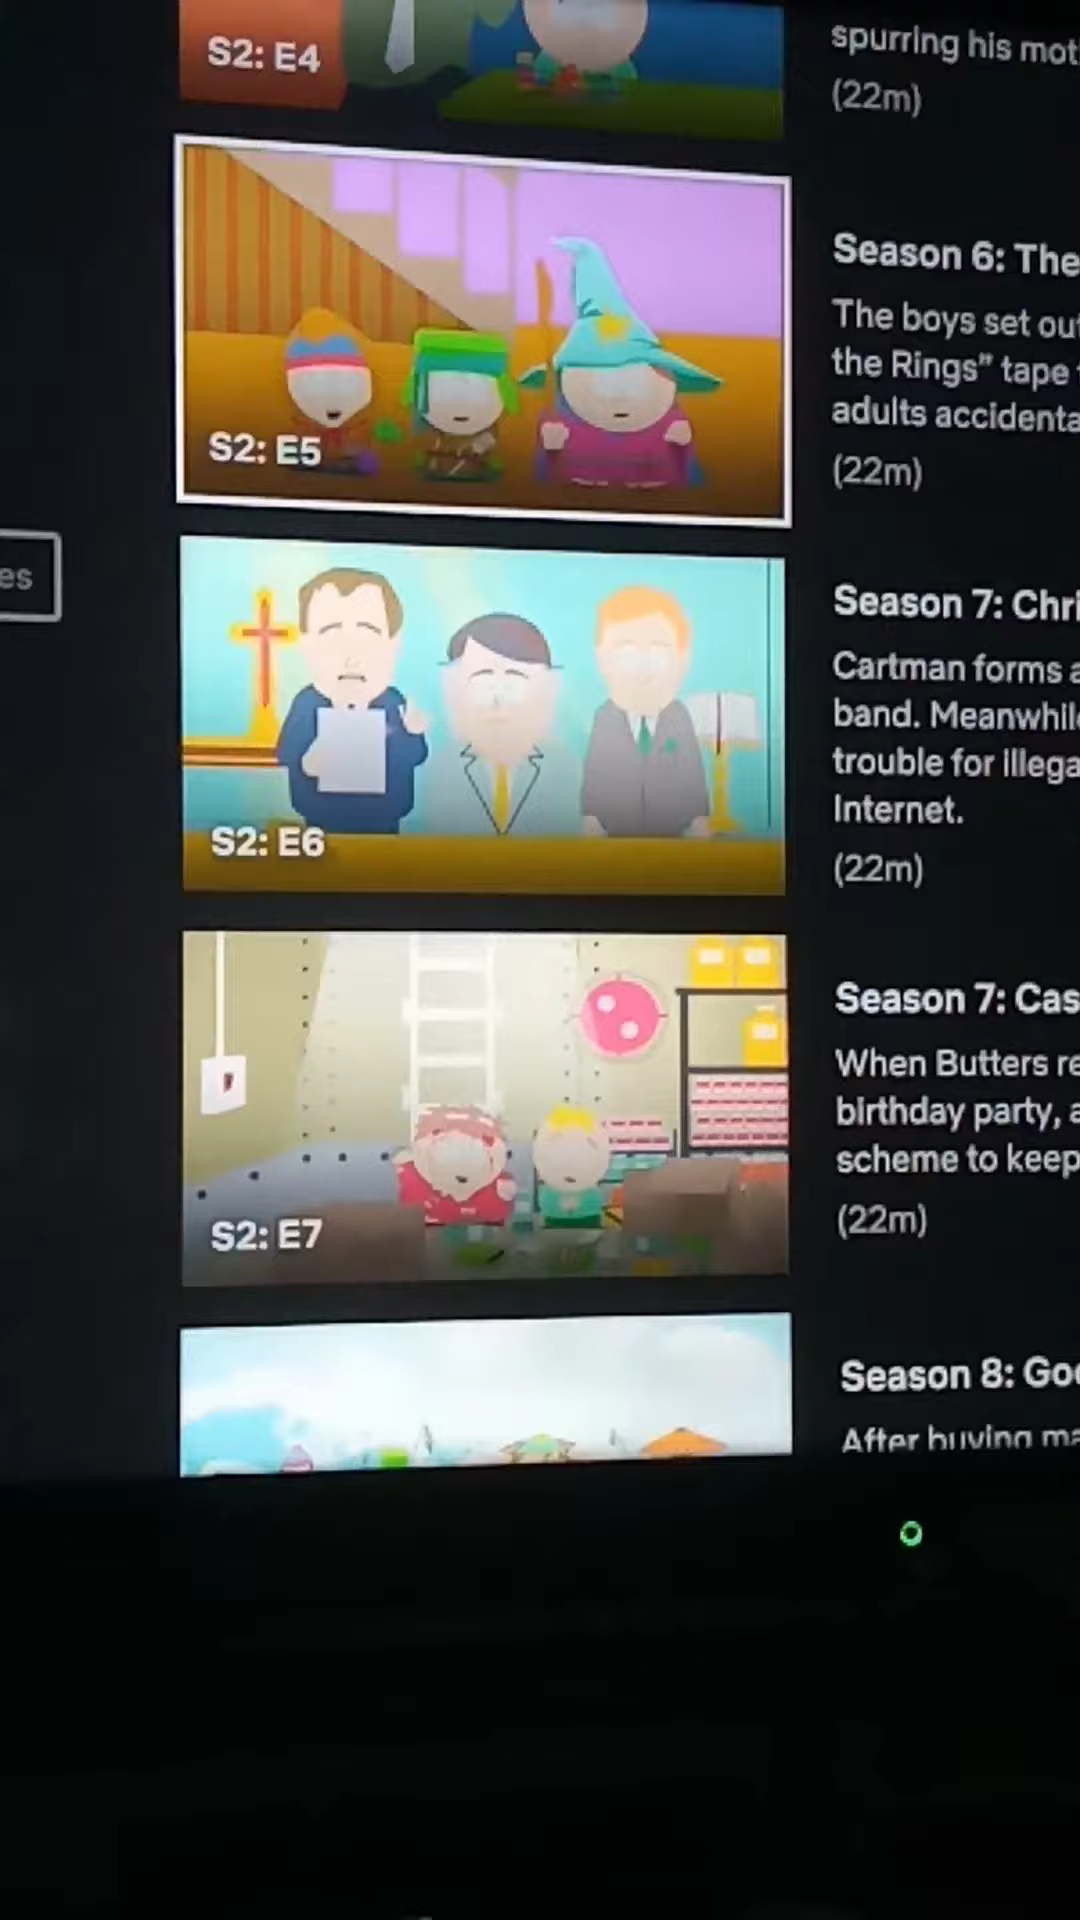 S2: E4
spurring his mot
(22m)
S2: E5
Season 6: The
The boys set out
the Rings" tape
adults accidenta
(22m)
es
S2: E6
Season 7: Chri
Cartman forms a
band. Meanwhile
trouble for illega
Internet.
(22m)
S2: E7
Season 7: Cas
When Butters re
birthday party, a
scheme to keep
(22m)
Season 8: Goo
After buying ma